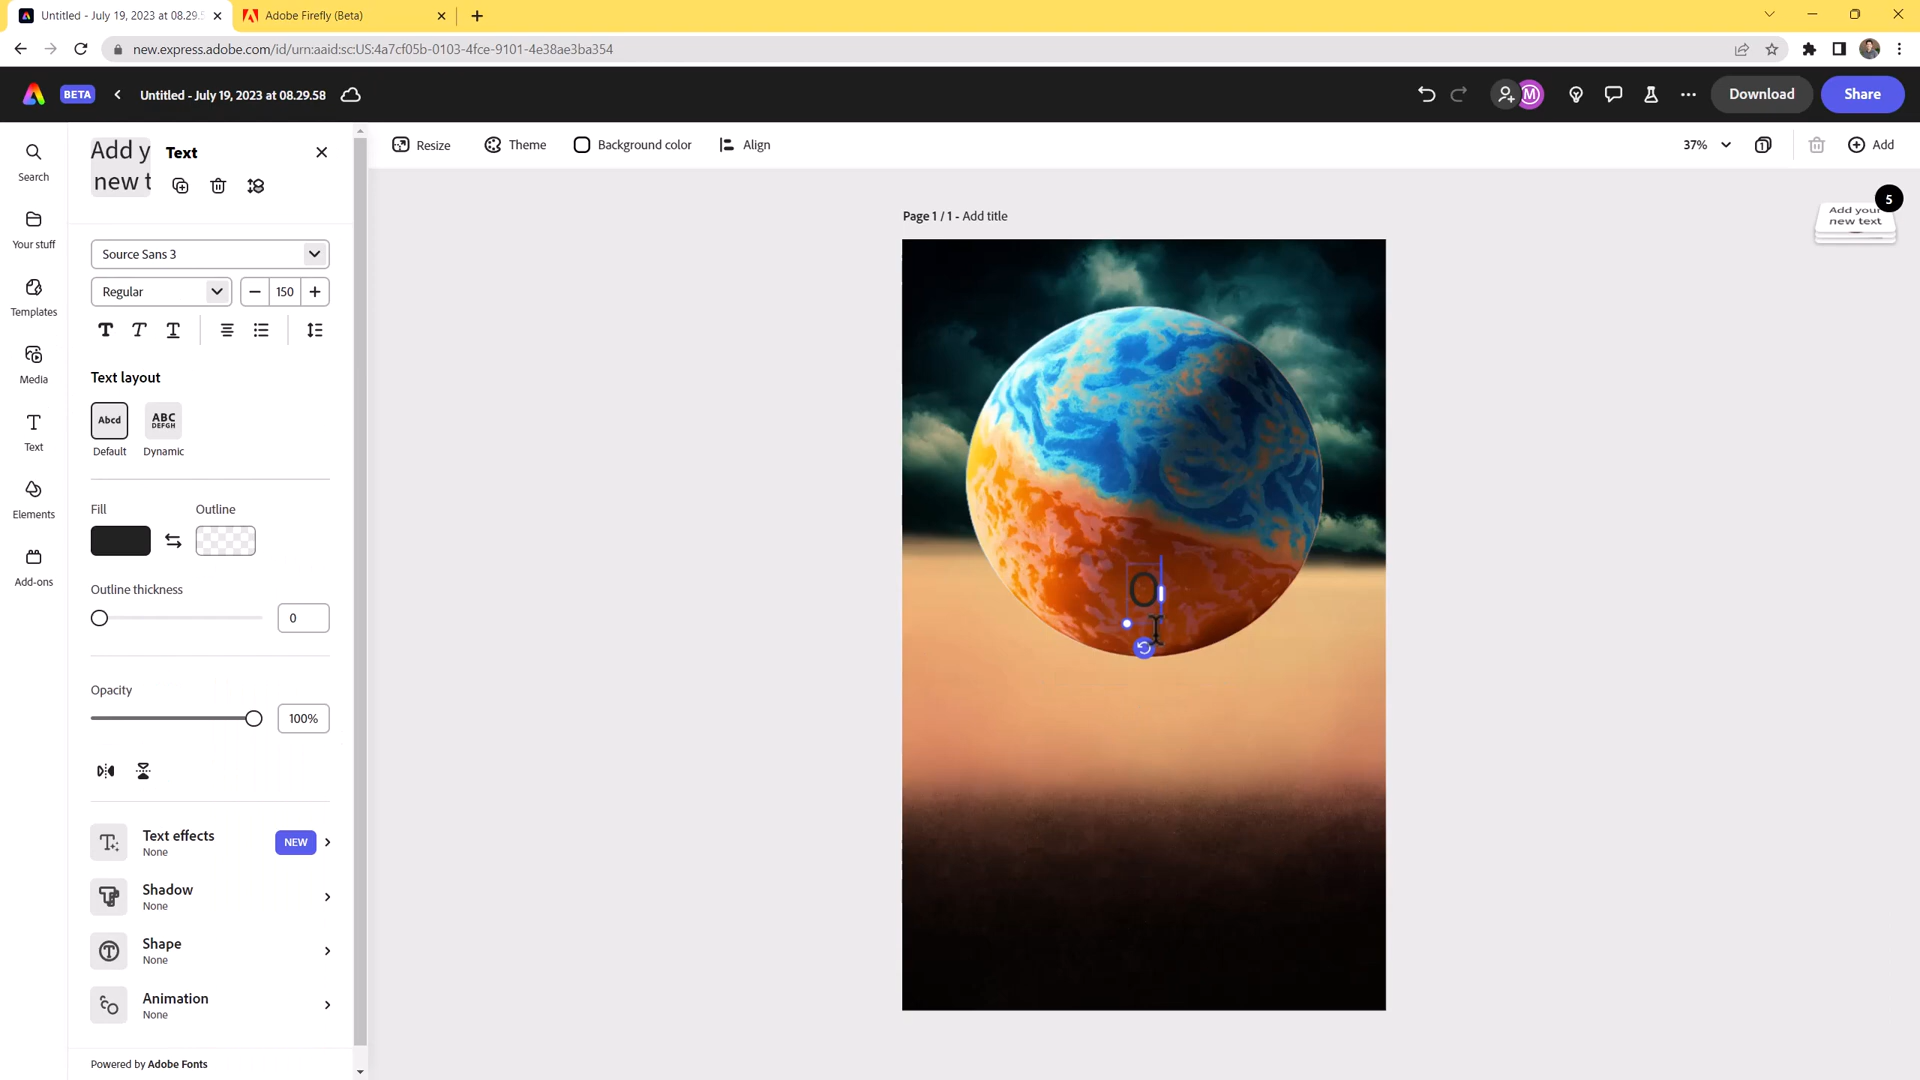 Untitled - July 19, 2023 at 08.29.5
Adobe Firefly (Beta)
new.express.adobe.com/id/urn:aaid:sc:US:4a7cf05b-0103-4fce-9101-4e38ae3ba354
BETA
Untitled - July 19, 2023 at 08.29.58
M
Download
Share
Search
Your stuff
Templates
Media
Text
Elements
Add-ons
Add y
new t
Text
Source Sans 3
Regular
150
Text layout
Abcd
Default
ABC
DEFGH
Dynamic
Fill
Outline
Outline thickness
0
Opacity
100%
Text effects
None
NEW
Shadow
None
Shape
None
Animation
None
Powered by Adobe Fonts
Resize
Theme
Background color
Align
37%
1
Add
Page 1 / 1 - Add title
O
5
Add your
new text